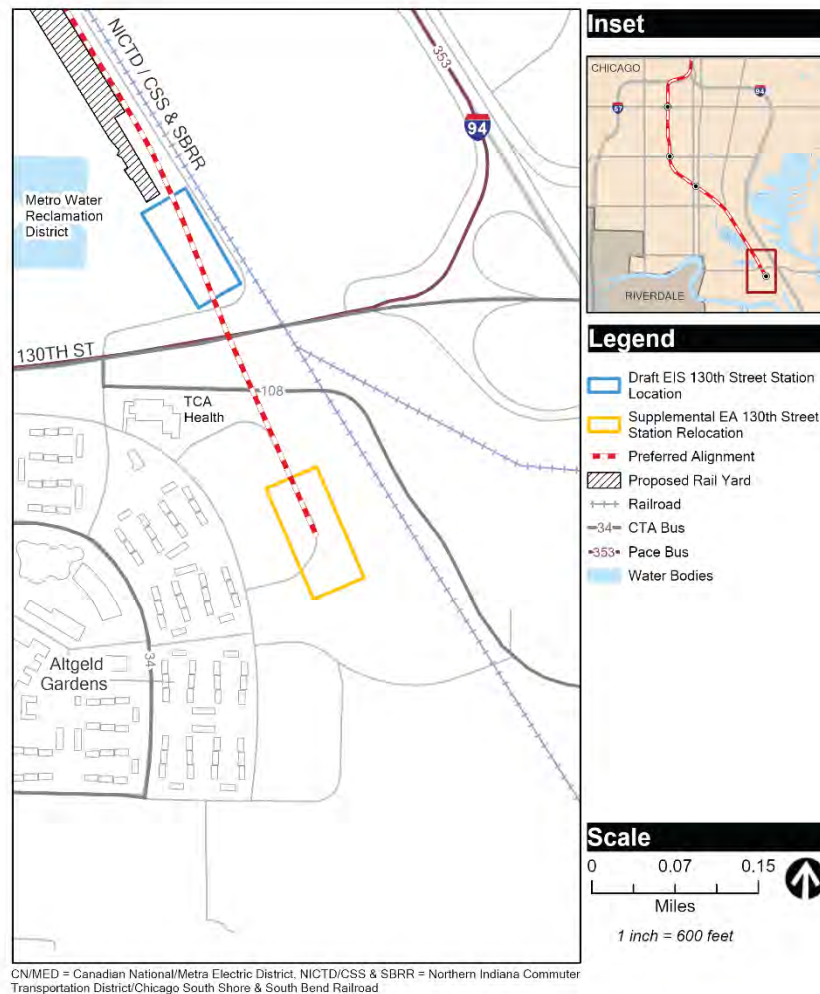 NICTD / CSS & SBRR
353
94
Metro Water
Reclamation
District
130TH ST
108
TCA
Health
34
Altgeld
Gardens
Inset
CHICAGO
57
94
RIVERDALE
Legend
Draft EIS 130th Street Station
Location
Supplemental EA 130th Street
Station Relocation
Preferred Alignment
Proposed Rail Yard
Railroad
34 CTA Bus
353 Pace Bus
Water Bodies
Scale
0 0.07 0.15
Miles
1 inch = 600 feet
CN/MED = Canadian National/Metra Electric District, NICTD/CSS & SBRR = Northern Indiana Commuter
Transportation District/Chicago South Shore & South Bend Railroad